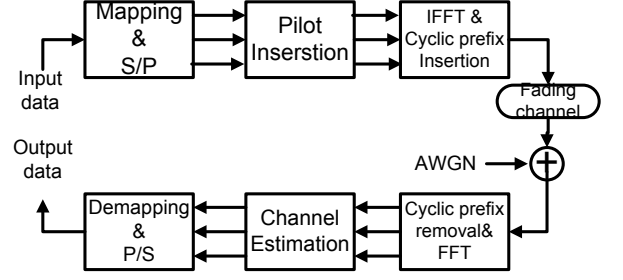 Mapping
&
S/P
Pilot
Inserstion
IFFT &
Cyclic prefix
Insertion
Input
data
Fading
channel
Output
data
AWGN
Demapping
&
P/S
Channel
Estimation
Cyclic prefix
removal&
FFT